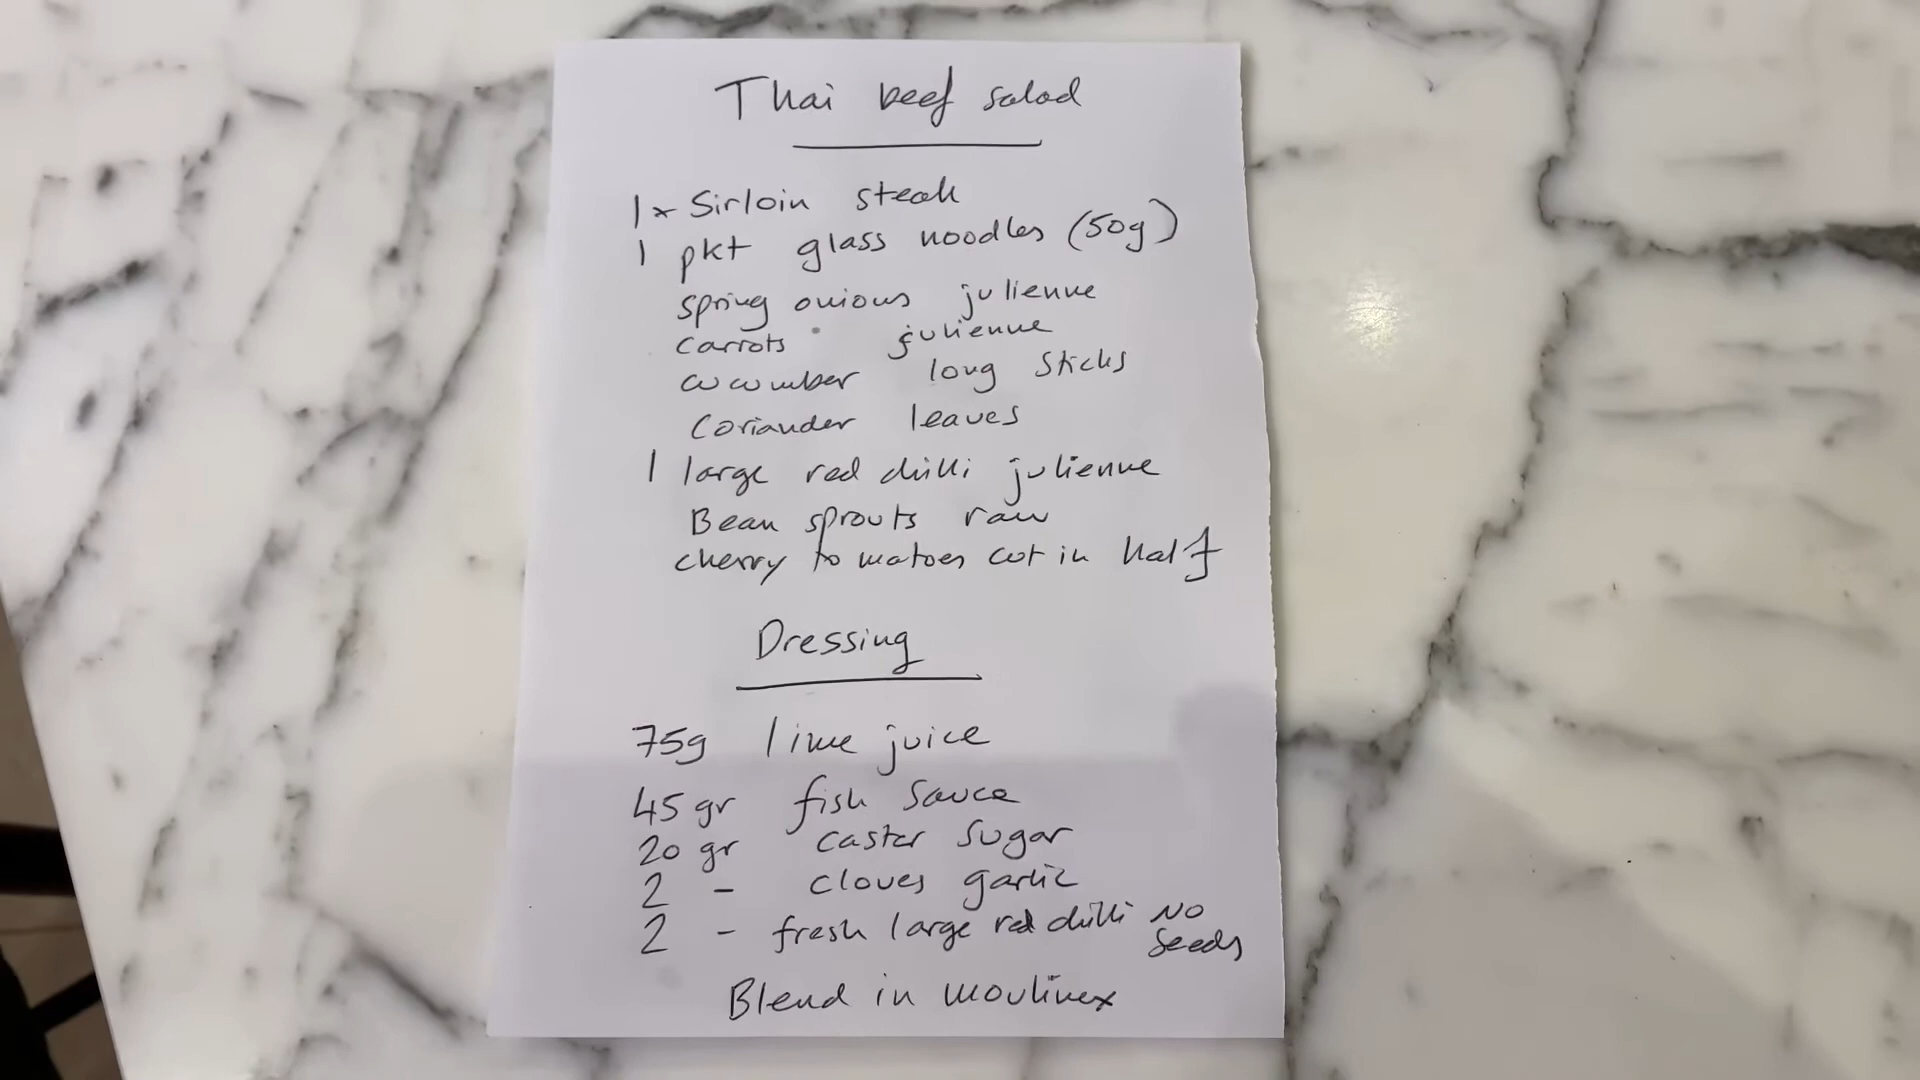 Thai beef salad
1x Sirloin steak
1 pkt glass noodles (50g)
spring onions julienne
carrots julienne
cucumber long sticks
Coriander leaves
1 large red chilli julienne
Bean sprouts raw
cherry tomatoes cut in half
Dressing
75g lime juice
45 gr fish sauce
20 gr caster sugar
2 - cloves garlic
2 - fresh large red chilli NO
seeds
Blend in moulinex